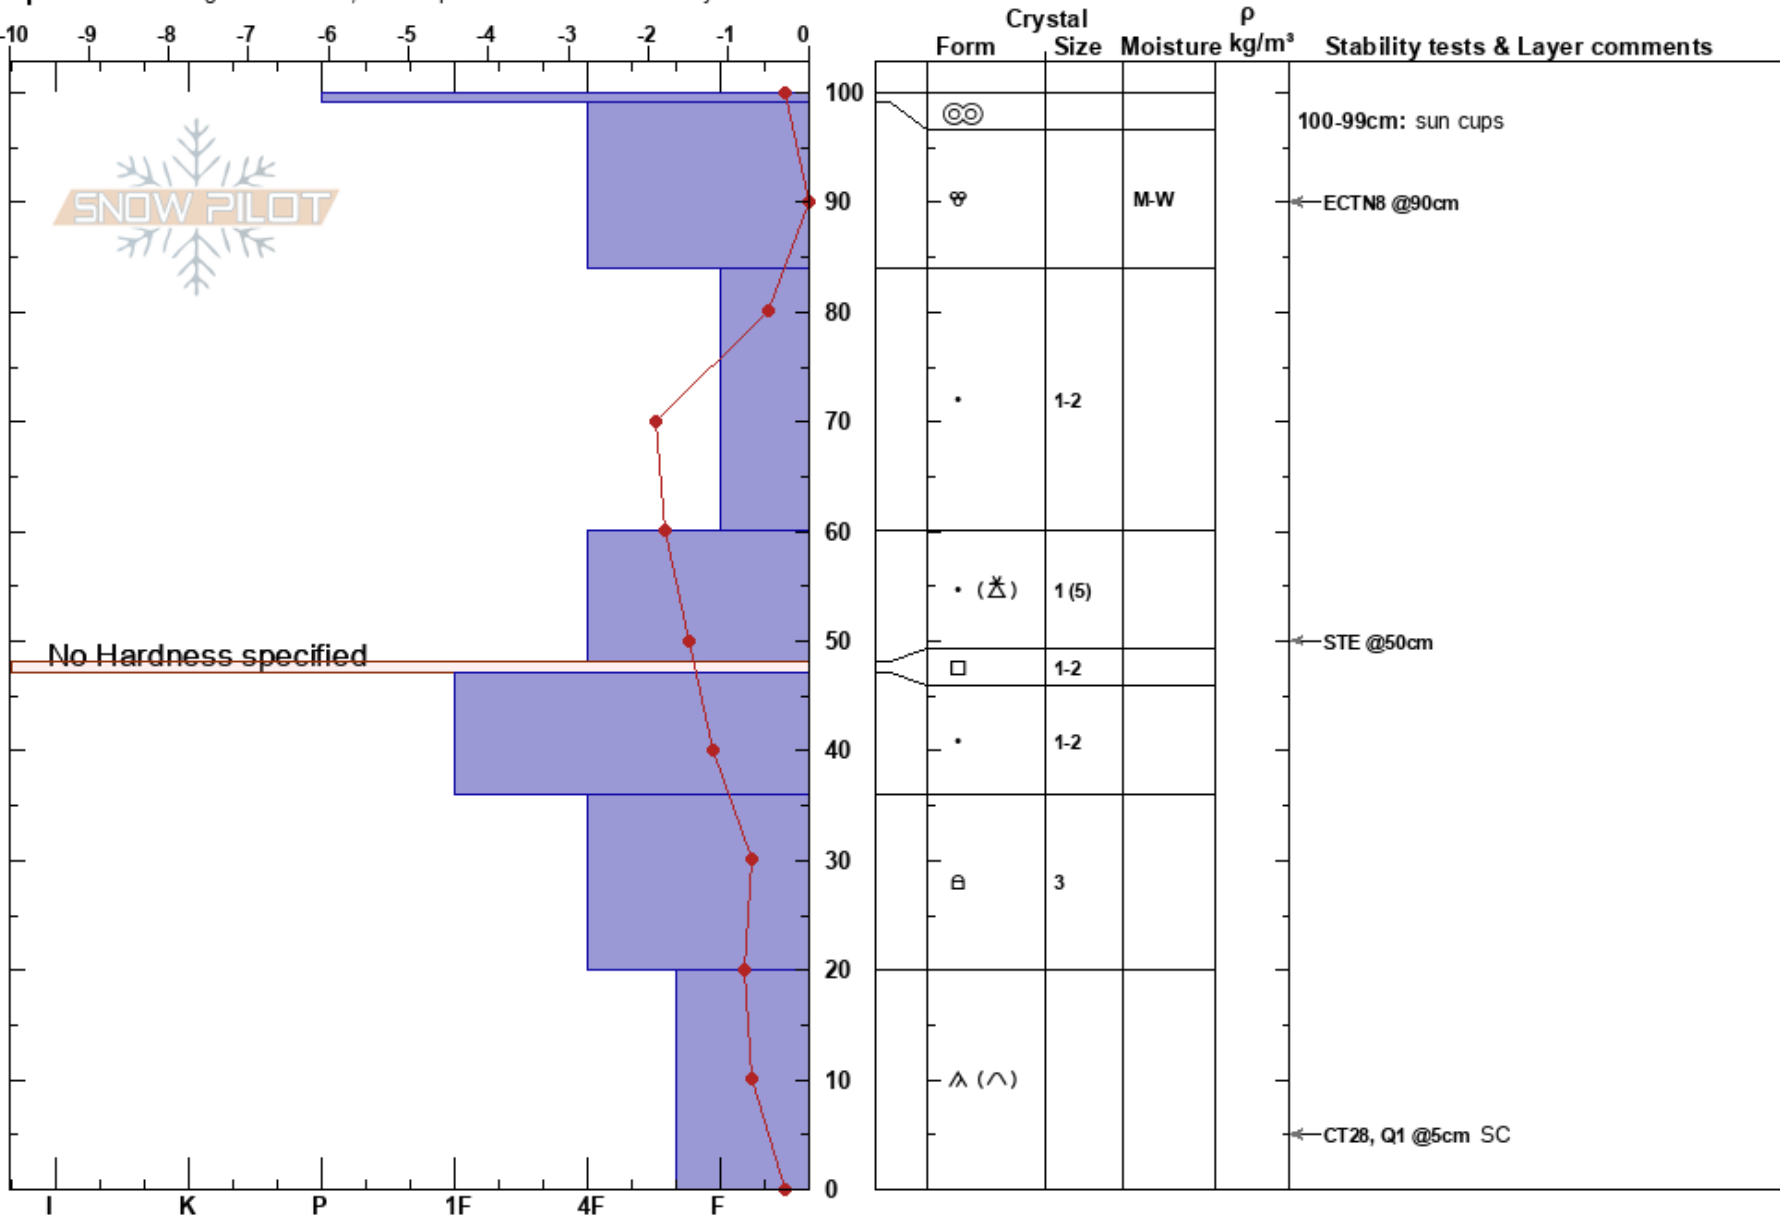 -10 -9 -8 -7 -6 -5 -4 -3 -2 -1 0
Crystal ρ
Form Size Moisture kg/m³ Stability tests & Layer comments
100
100-99cm: sun cups
SNOW PILOT
90
M-W
ECTN8 @90cm
80
1-2
70
60
1 (5)
50
STE @50cm
No Hardness specified
1-2
40
1-2
30
3
20
10
CT28, Q1 @5cm SC
0
I K P 1F 4F F